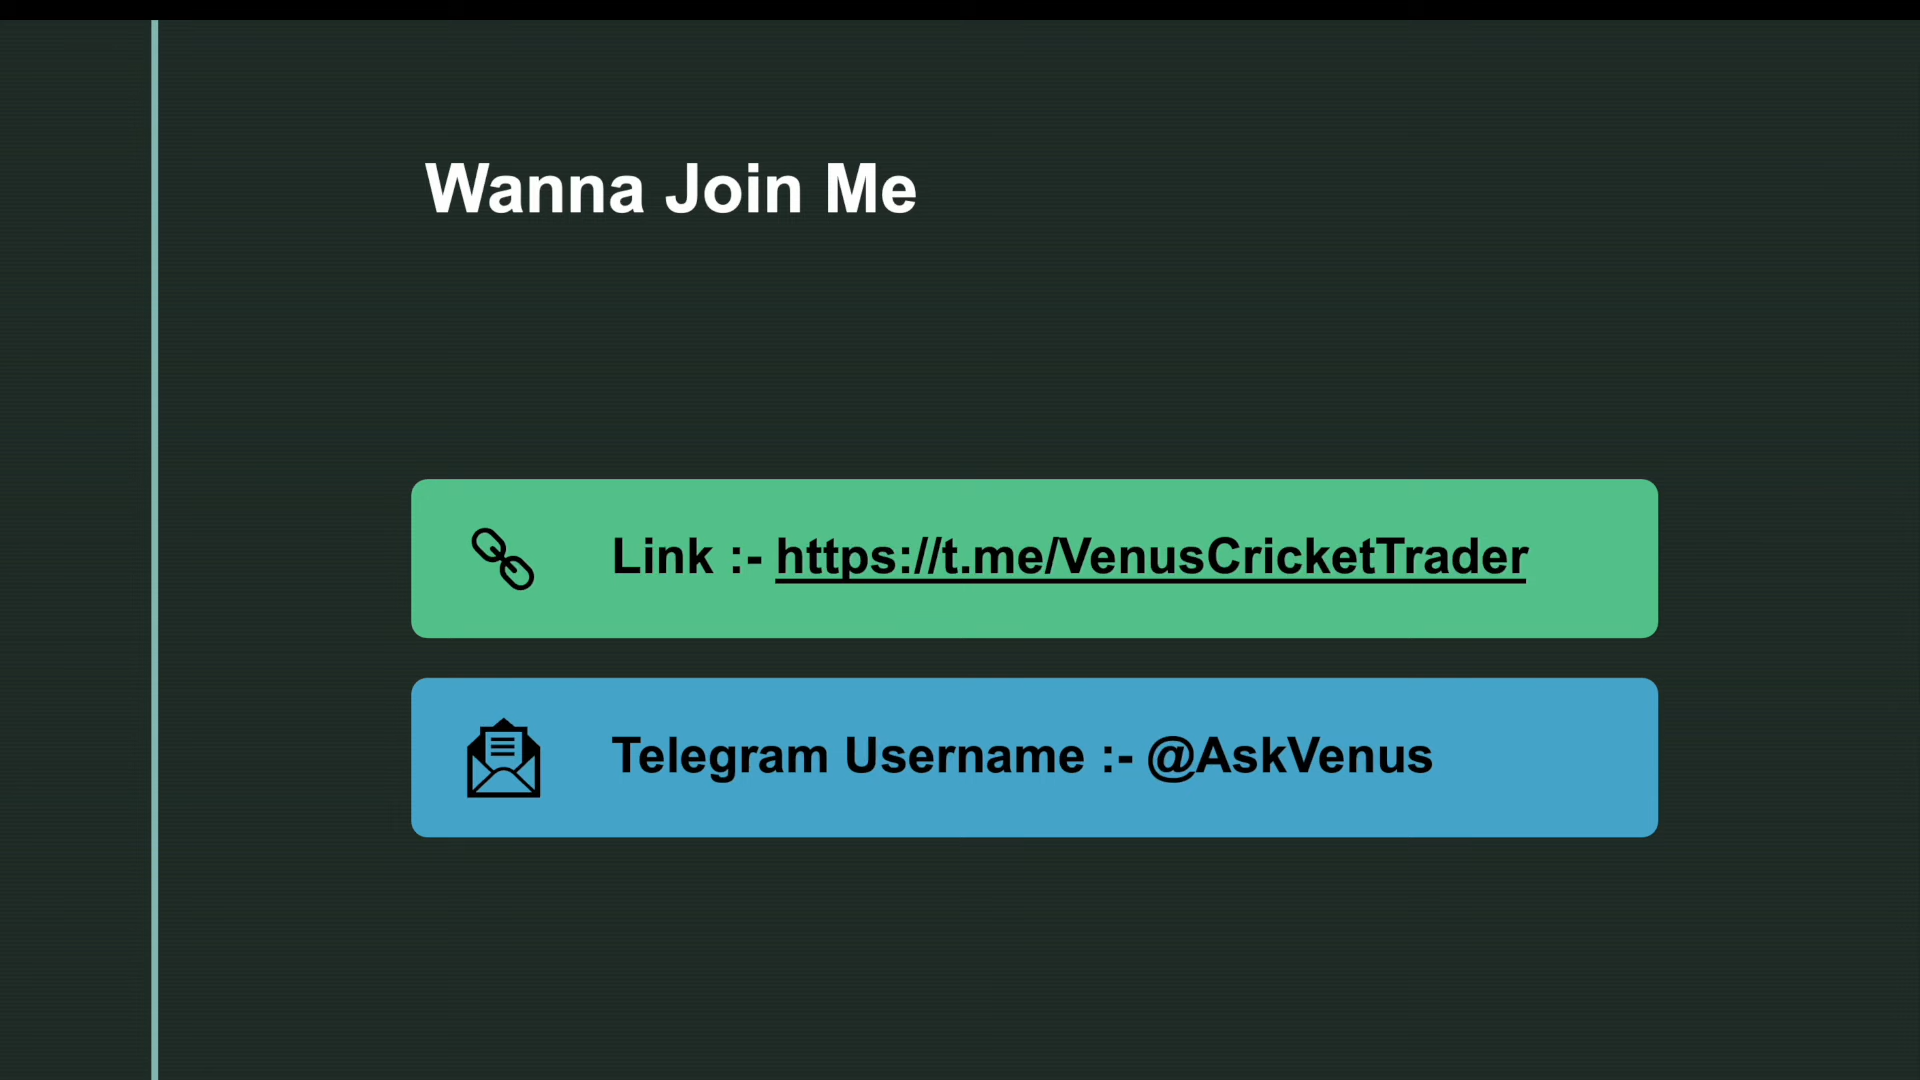 Wanna Join Me
Link :- https://t.me/VenusCricketTrader
Telegram Username :- @AskVenus